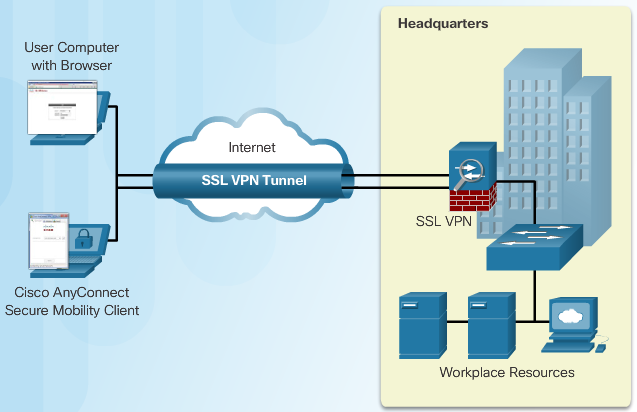 Headquarters
User Computer
with Browser
Internet
SSL VPN Tunnel
SSL VPN
Cisco AnyConnect
Secure Mobility Client
Workplace Resources